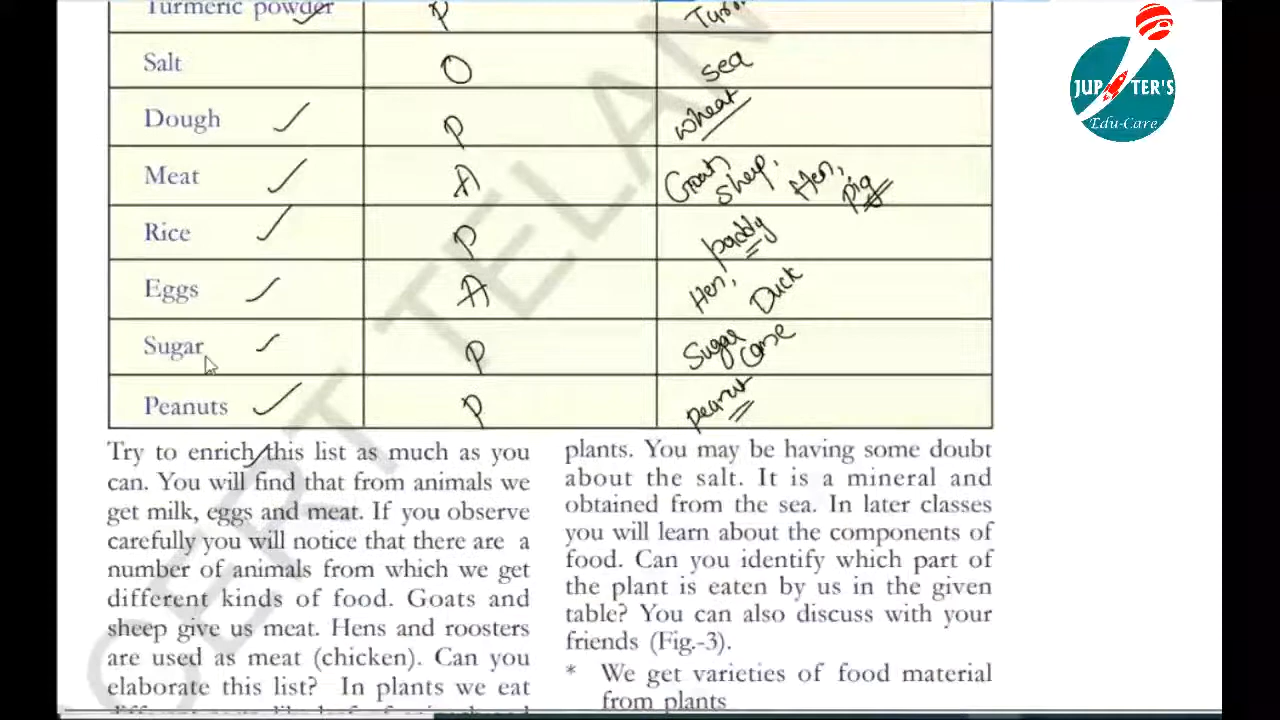 Turmeric powder P
JUPITER'S
Edu-Care
Salt O sea
Dough P wheat
Meat A Goat, sheep, Hen, pig
Rice P paddy
Eggs A Hen, Duck
Sugar P Sugar Cane
Peanuts P peanut
Try to enrich this list as much as you
can. You will find that from animals we
get milk, eggs and meat. If you observe
carefully you will notice that there are a
number of animals from which we get
different kinds of food. Goats and
sheep give us meat. Hens and roosters
are used as meat (chicken). Can you
elaborate this list? In plants we eat
plants. You may be having some doubt
about the salt. It is a mineral and
obtained from the sea. In later classes
you will learn about the components of
food. Can you identify which part of
the plant is eaten by us in the given
table? You can also discuss with your
friends (Fig.-3).
* We get varieties of food material
from plants